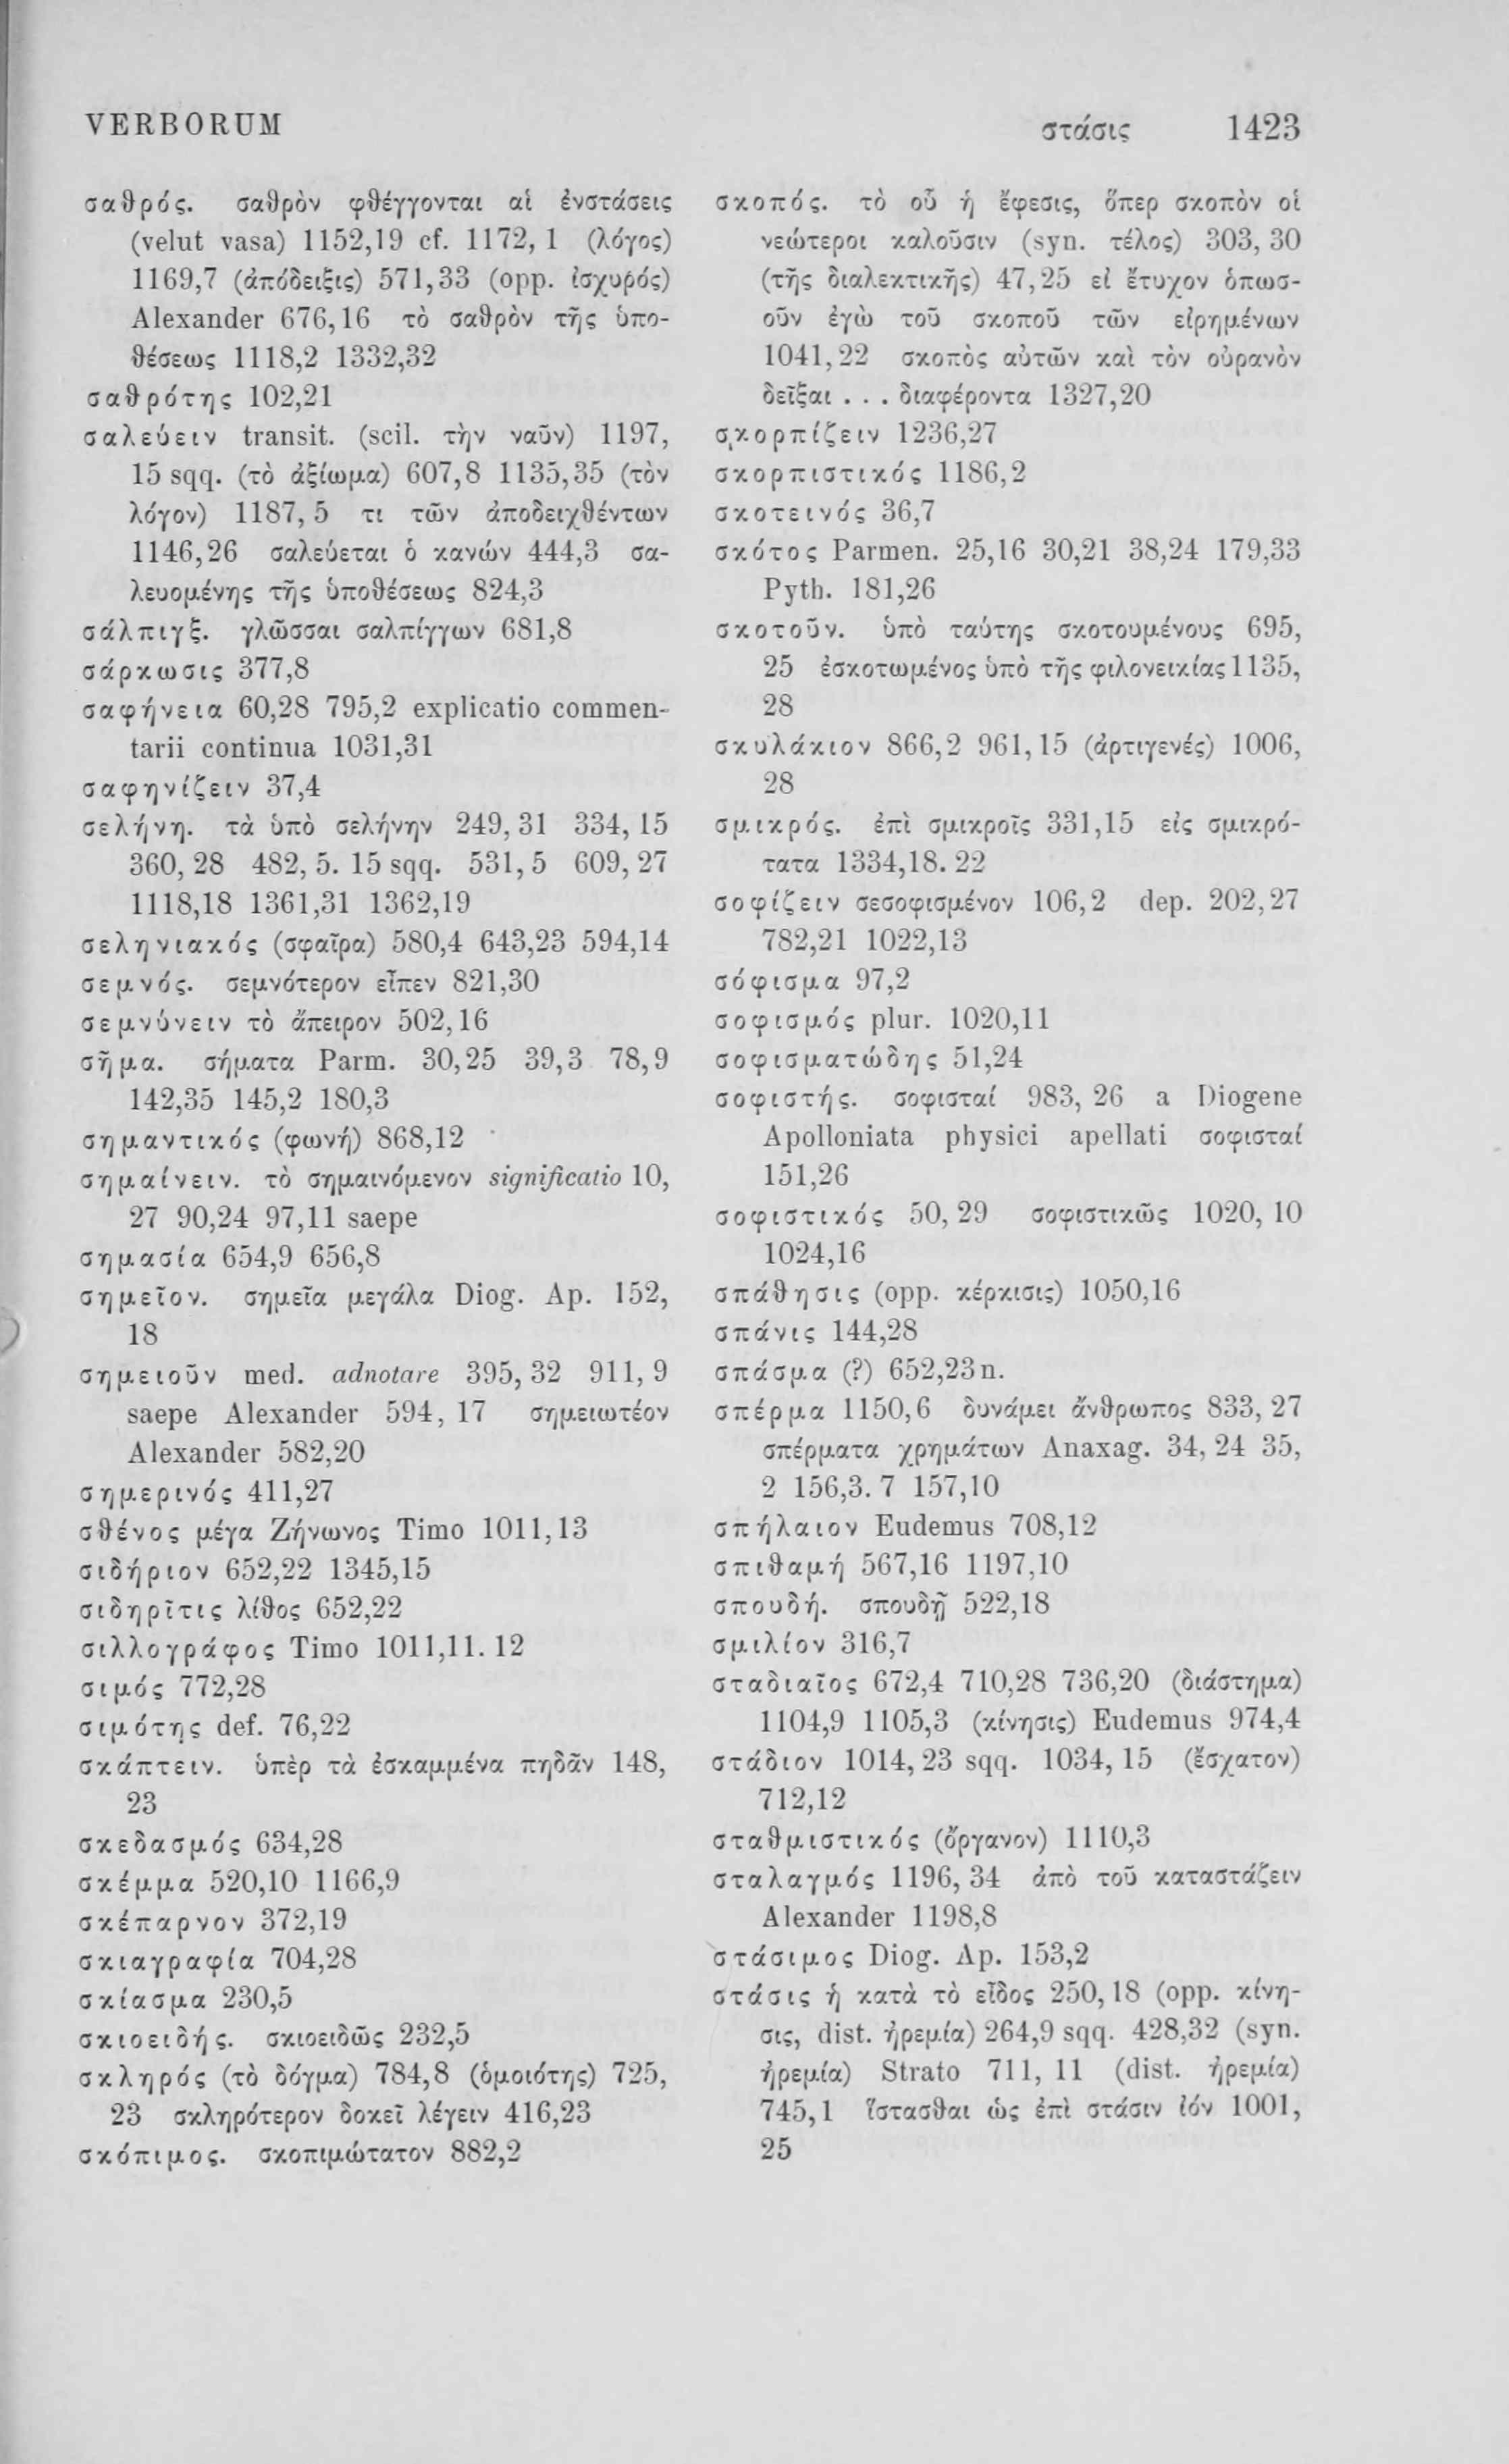 VERBORUM
στάσις 1423
σαθρός. σαθρὸν φθέγγονται αἱ ἐνστάσεις
(velut vasa) 1152,19 cf. 1172, 1 (λόγος)
1169,7 (ἀπόδειξις) 571,33 (opp. ἰσχυρός)
Alexander 676,16 τὸ σαθρὸν τῆς ὑπο-
θέσεως 1118,2 1332,32
σαθρότης 102,21
σαλεύειν transit. (scil. τὴν ναῦν) 1197,
15 sqq. (τὸ ἀξίωμα) 607,8 1135,35 (τὸν
λόγον) 1187, 5 τι τῶν ἀποδειχθέντων
1146,26 σαλεύεται ὁ κανών 444,3 σα-
λευομένης τῆς ὑποθέσεως 824,3
σάλπιγξ. γλῶσσαι σαλπίγγων 681,8
σάρκωσις 377,8
σαφήνεια 60,28 795,2 explicatio commen-
tarii continua 1031,31
σαφηνίζειν 37,4
σελήνη. τὰ ὑπὸ σελήνην 249, 31 334, 15
360, 28 482, 5. 15 sqq. 531, 5 609, 27
1118,18 1361,31 1362,19
σεληνιακός (σφαῖρα) 580,4 643,23 594,14
σεμνός. σεμνότερον εἶπεν 821,30
σεμνύνειν τὸ ἄπειρον 502,16
σῆμα. σήματα Parm. 30,25 39,3 78,9
142,35 145,2 180,3
σημαντικός (φωνή) 868,12
σημαίνειν. τὸ σημαινόμενον significatio 10,
27 90,24 97,11 saepe
σημασία 654,9 656,8
σημεῖον. σημεῖα μεγάλα Diog. Ap. 152,
18
σημειοῦν med. adnotare 395, 32 911, 9
saepe Alexander 594, 17 σημειωτέον
Alexander 582,20
σημερινός 411,27
σθένος μέγα Ζήνωνος Timo 1011,13
σιδήριον 652,22 1345,15
σιδηρῖτις λίθος 652,22
σιλλογράφος Timo 1011,11. 12
σιμός 772,28
σιμότης def. 76,22
σκάπτειν. ὑπὲρ τὰ ἐσκαμμένα πηδᾶν 148,
23
σκεδασμός 634,28
σκέμμα 520,10 1166,9
σκέπαρνον 372,19
σκιαγραφία 704,28
σκίασμα 230,5
σκιοειδής. σκιοειδῶς 232,5
σκληρός (τὸ δόγμα) 784,8 (ὁμοιότης) 725,
23 σκληρότερον δοκεῖ λέγειν 416,23
σκόπιμος. σκοπιμώτατον 882,2
σκοπός. τὸ οὗ ἡ ἔφεσις, ὅπερ σκοπὸν οἱ
νεώτεροι καλοῦσιν (syn. τέλος) 303, 30
(τῆς διαλεκτικῆς) 47,25 εἰ ἔτυχον ὁπωσ-
οῦν ἐγὼ τοῦ σκοποῦ τῶν εἰρημένων
1041,22 σκοπὸς αὐτῶν καὶ τὸν οὐρανὸν
δεῖξαι . . . διαφέροντα 1327,20
σκορπίζειν 1236,27
σκορπιστικός 1186,2
σκοτεινός 36,7
σκότος Parmen. 25,16 30,21 38,24 179,33
Pyth. 181,26
σκοτοῦν. ὑπὸ ταύτης σκοτουμένους 695,
25 ἐσκοτωμένος ὑπὸ τῆς φιλονεικίας 1135,
28
σκυλάκιον 866,2 961,15 (ἀρτιγενές) 1006,
28
σμικρός. ἐπὶ σμικροῖς 331,15 εἰς σμικρό-
τατα 1334,18. 22
σοφίζειν σεσοφισμένον 106,2 dep. 202,27
782,21 1022,13
σόφισμα 97,2
σοφισμός plur. 1020,11
σοφισματώδης 51,24
σοφιστής. σοφισταί 983, 26 a Diogene
Apolloniata physici apellati σοφισταί
151,26
σοφιστικός 50, 29 σοφιστικῶς 1020, 10
1024,16
σπάθησις (opp. κέρκισις) 1050,16
σπάνις 144,28
σπάσμα (?) 652,23 n.
σπέρμα 1150,6 δυνάμει ἄνθρωπος 833, 27
σπέρματα χρημάτων Anaxag. 34, 24 35,
2 156,3. 7 157,10
σπήλαιον Eudemus 708,12
σπιθαμή 567,16 1197,10
σπουδή. σπουδῇ 522,18
σμιλίον 316,7
σταδιαῖος 672,4 710,28 736,20 (διάστημα)
1104,9 1105,3 (κίνησις) Eudemus 974,4
στάδιον 1014, 23 sqq. 1034, 15 (ἔσχατον)
712,12
σταθμιστικός (ὄργανον) 1110,3
σταλαγμός 1196, 34 ἀπὸ τοῦ καταστάζειν
Alexander 1198,8
στάσιμος Diog. Ap. 153,2
στάσις ἡ κατὰ τὸ εἶδος 250,18 (opp. κίνη-
σις, dist. ἠρεμία) 264,9 sqq. 428,32 (syn.
ἠρεμία) Strato 711, 11 (dist. ἠρεμία)
745,1 ἵστασθαι ὡς ἐπὶ στάσιν ἰόν 1001,
25